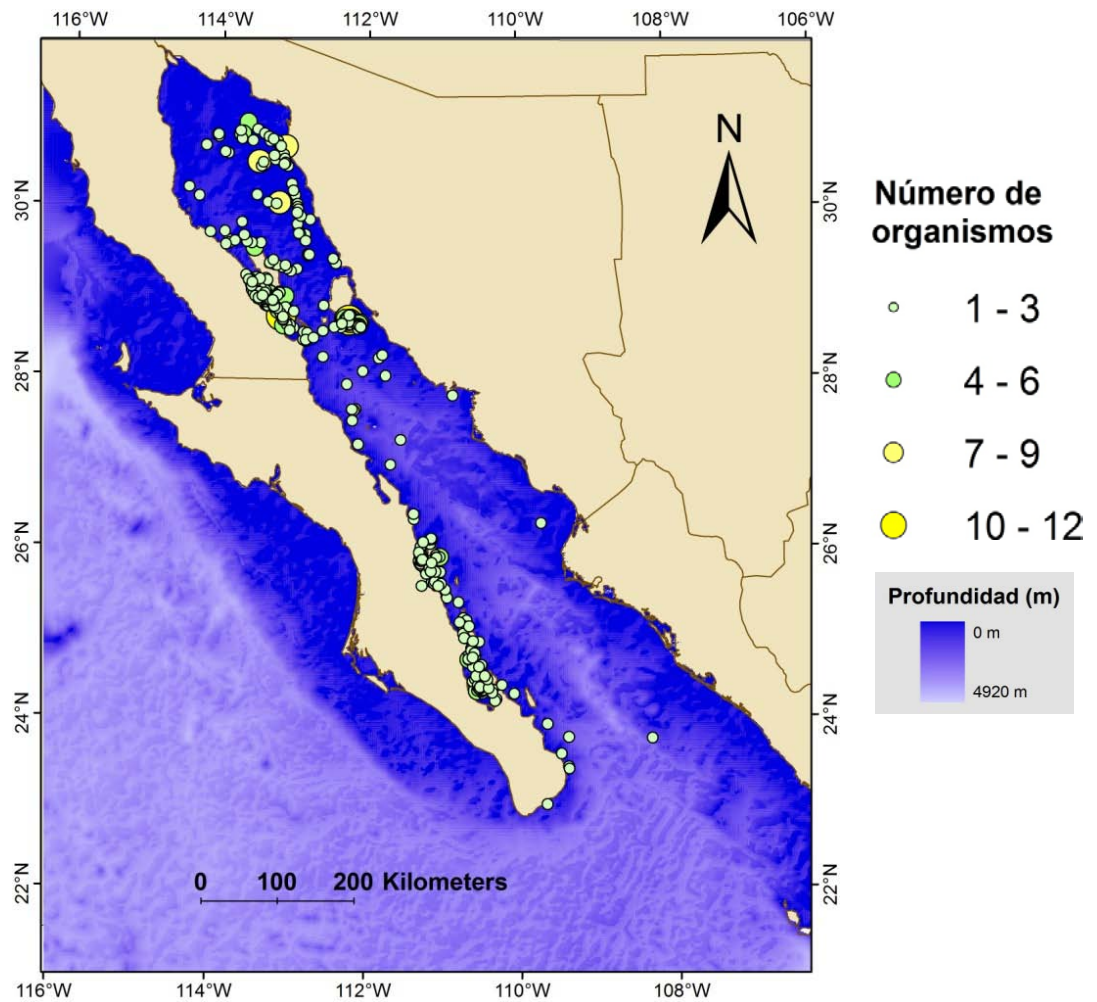 116°W 114°W 112°W 110°W 108°W 106°W
N
30°N 30°N
28°N 28°N
26°N 26°N
24°N 24°N
22°N 22°N
0 100 200 Kilometers
116°W 114°W 112°W 110°W 108°W
Número de
organismos
1 - 3
4 - 6
7 - 9
10 - 12
Profundidad (m)
0 m
4920 m